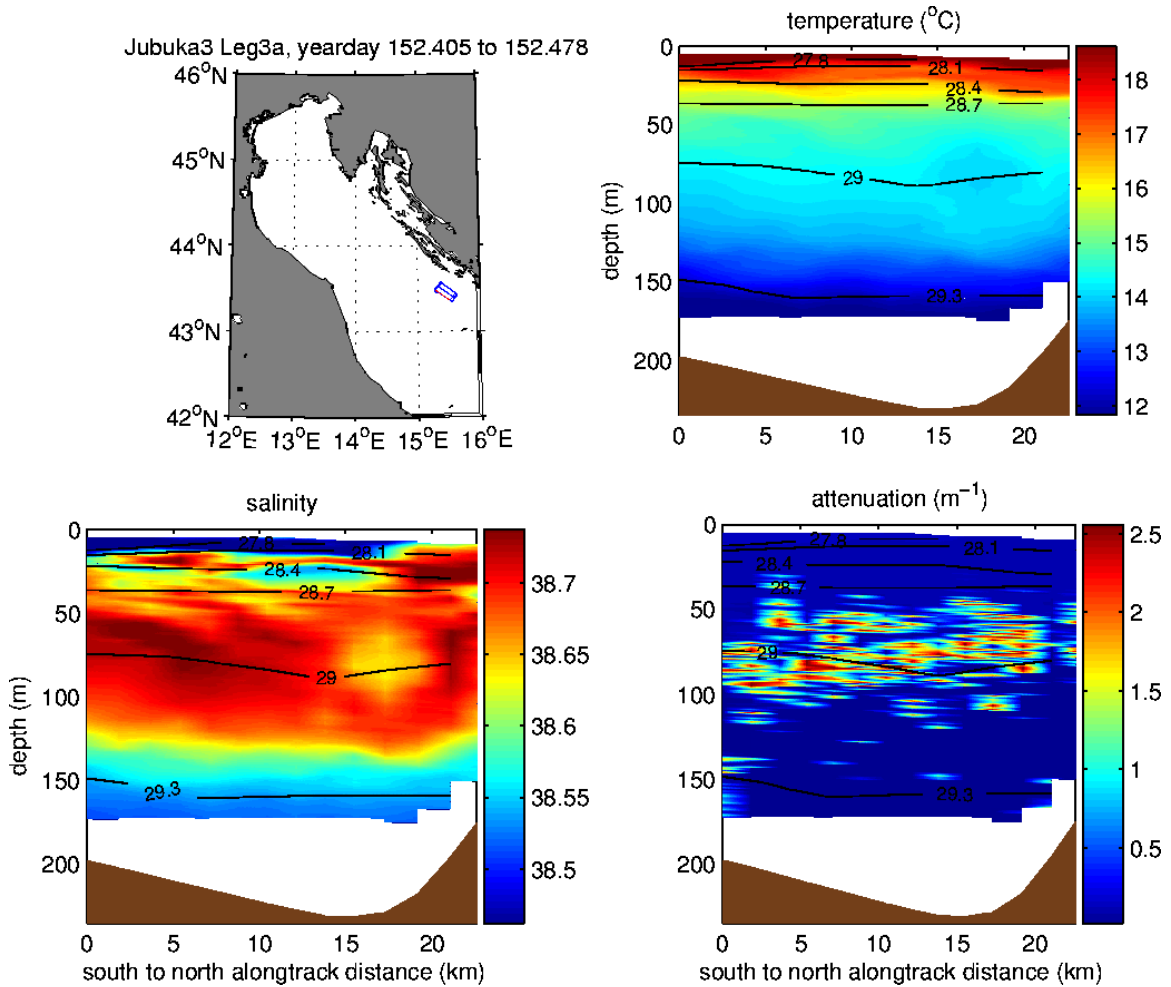 Jubuka3 Leg3a, yearday 152.405 to 152.478
46°N
45°N
44°N
43°N
42°N
12°E 13°E 14°E 15°E 16°E
temperature (°C)
depth (m)
0
50
100
150
200
0 5 10 15 20
27.8
28.1
28.4
28.7
29
29.3
18
17
16
15
14
13
12
salinity
depth (m)
0
50
100
150
200
0 5 10 15 20
south to north alongtrack distance (km)
27.8
28.1
28.4
28.7
29
29.3
38.7
38.65
38.6
38.55
38.5
attenuation (m⁻¹)
0
50
100
150
200
0 5 10 15 20
south to north alongtrack distance (km)
27.8
28.1
28.4
28.7
29
29.3
2.5
2
1.5
1
0.5